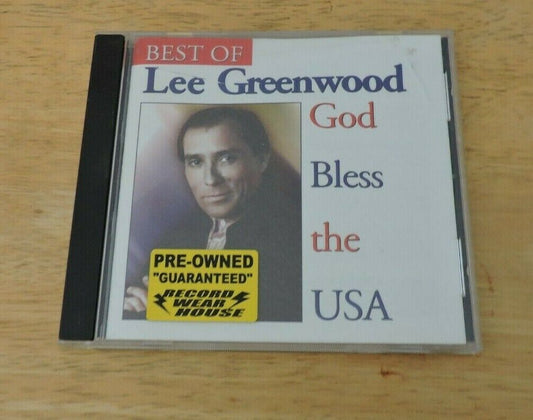 BEST OF
Lee Greenwood
God
Bless
the
USA
PRE-OWNED
"GUARANTEED"
RECORD
WEAR
HOUSE